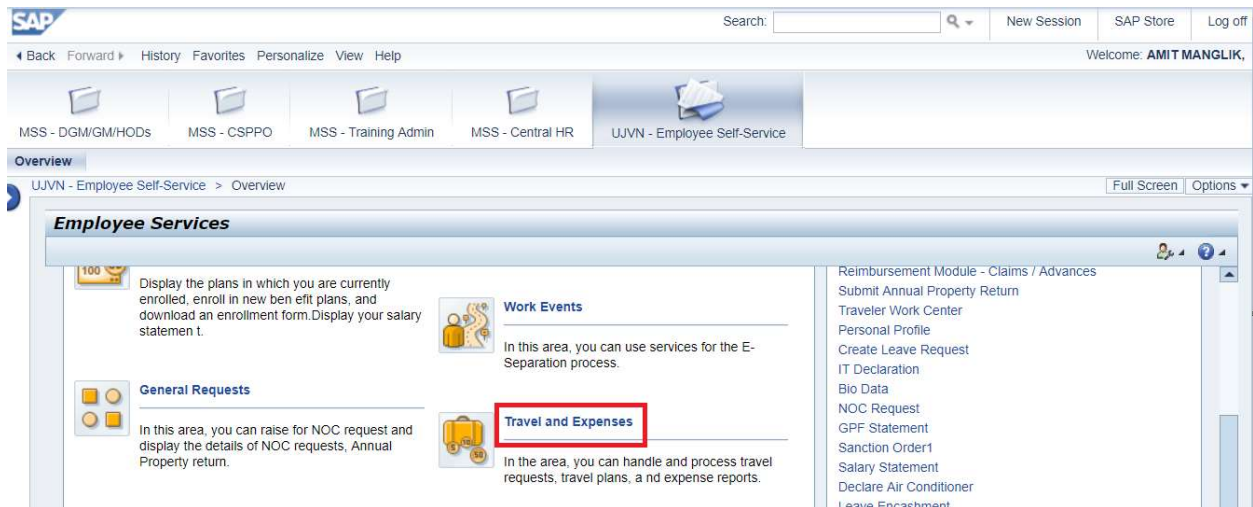 SAP
Search:
New Session
SAP Store
Log off
Back Forward History Favorites Personalize View Help
Welcome: AMIT MANGLIK,
MSS - DGM/GM/HODs
MSS - CSPPO
MSS - Training Admin
MSS - Central HR
UJVN - Employee Self-Service
Overview
UJVN - Employee Self-Service > Overview
Full Screen
Options
Employee Services
100
Display the plans in which you are currently
enrolled, enroll in new ben efit plans, and
download an enrollment form.Display your salary
statemen t.
General Requests
In this area, you can raise for NOC request and
display the details of NOC requests, Annual
Property return.
Work Events
In this area, you can use services for the E-
Separation process.
Travel and Expenses
In the area, you can handle and process travel
requests, travel plans, a nd expense reports.
Reimbursement Module - Claims / Advances
Submit Annual Property Return
Traveler Work Center
Personal Profile
Create Leave Request
IT Declaration
Bio Data
NOC Request
GPF Statement
Sanction Order1
Salary Statement
Declare Air Conditioner
Leave Encashment